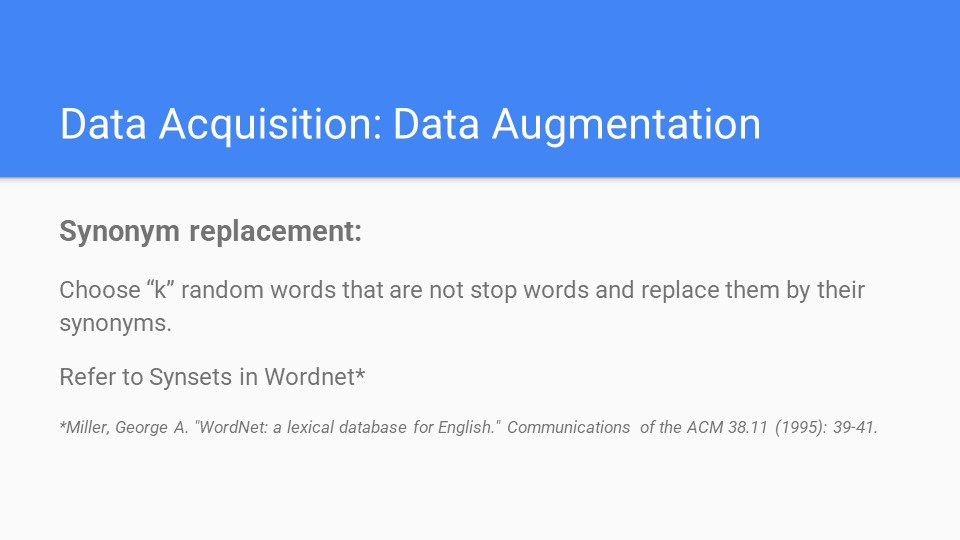 Data Acquisition: Data Augmentation
Synonym replacement:
Choose “k” random words that are not stop words and replace them by their
synonyms.
Refer to Synsets in Wordnet*
*Miller, George A. "WordNet: a lexical database for English." Communications of the ACM 38.11 (1995): 39-41.